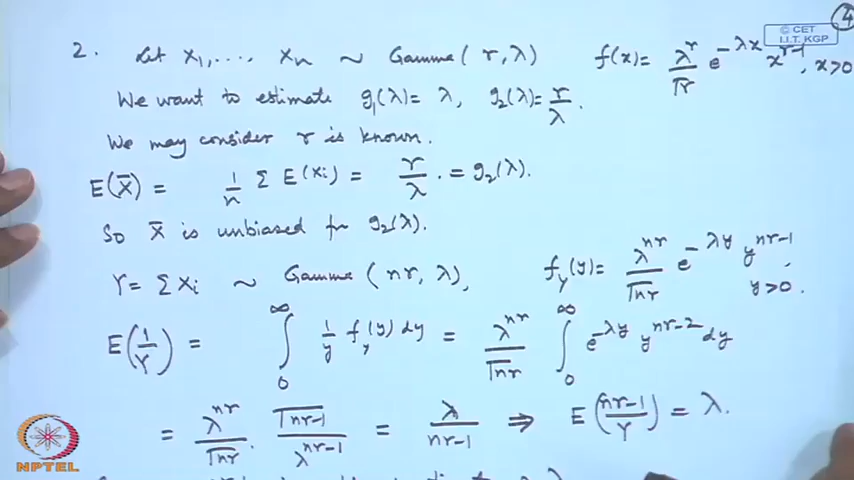 ④
© CET
I.I.T. KGP
2. Let X₁, .... Xₙ ~ Gamma( r, λ)   f(x)= λʳ/Γr e^{-λx} x^{r-1}, x>0
We want to estimate g₁(λ)= λ, g₂(λ)= r/λ.
We may consider r is known.
E(X̄) = 1/n Σ E(Xi) = r/λ. = g₂(λ).
So X̄ is unbiased for g₂(λ).
Y= ΣXi ~ Gamma ( nr, λ),   f_y(y)= λ^{nr}/Γnr e^{-λy} y^{nr-1}, y>0.
E(1/Y) = ∫₀^∞ 1/y f_y(y) dy = λ^{nr}/Γnr ∫₀^∞ e^{-λy} y^{nr-2} dy
= λ^{nr}/Γnr . Γnr-1/λ^{nr-1} = λ/nr-1 ⇒ E(nr-1/Y) = λ.
NPTEL